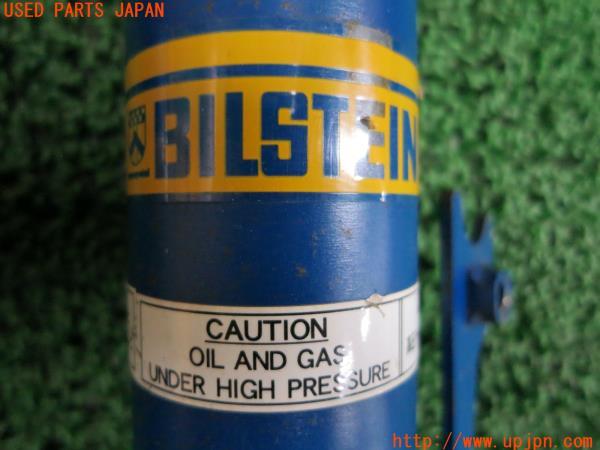 USED PARTS JAPAN
BILSTEIN
CAUTION
OIL AND GAS
UNDER HIGH PRESSURE
http://www.upjpn.com/